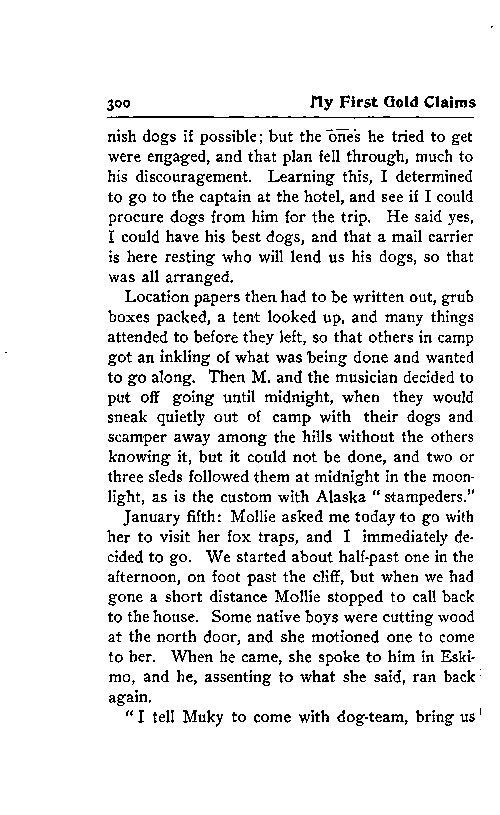 300 My First Gold Claims
nish dogs if possible; but the ones he tried to get
were engaged, and that plan fell through, much to
his discouragement. Learning this, I determined
to go to the captain at the hotel, and see if I could
procure dogs from him for the trip. He said yes,
I could have his best dogs, and that a mail carrier
is here resting who will lend us his dogs, so that
was all arranged.
Location papers then had to be written out, grub
boxes packed, a tent looked up, and many things
attended to before they left, so that others in camp
got an inkling of what was being done and wanted
to go along. Then M. and the musician decided to
put off going until midnight, when they would
sneak quietly out of camp with their dogs and
scamper away among the hills without the others
knowing it, but it could not be done, and two or
three sleds followed them at midnight in the moon-
light, as is the custom with Alaska "stampeders."
January fifth: Mollie asked me today to go with
her to visit her fox traps, and I immediately de-
cided to go. We started about half-past one in the
afternoon, on foot past the cliff, but when we had
gone a short distance Mollie stopped to call back
to the house. Some native boys were cutting wood
at the north door, and she motioned one to come
to her. When he came, she spoke to him in Eski-
mo, and he, assenting to what she said, ran back
again.
"I tell Muky to come with dog-team, bring us